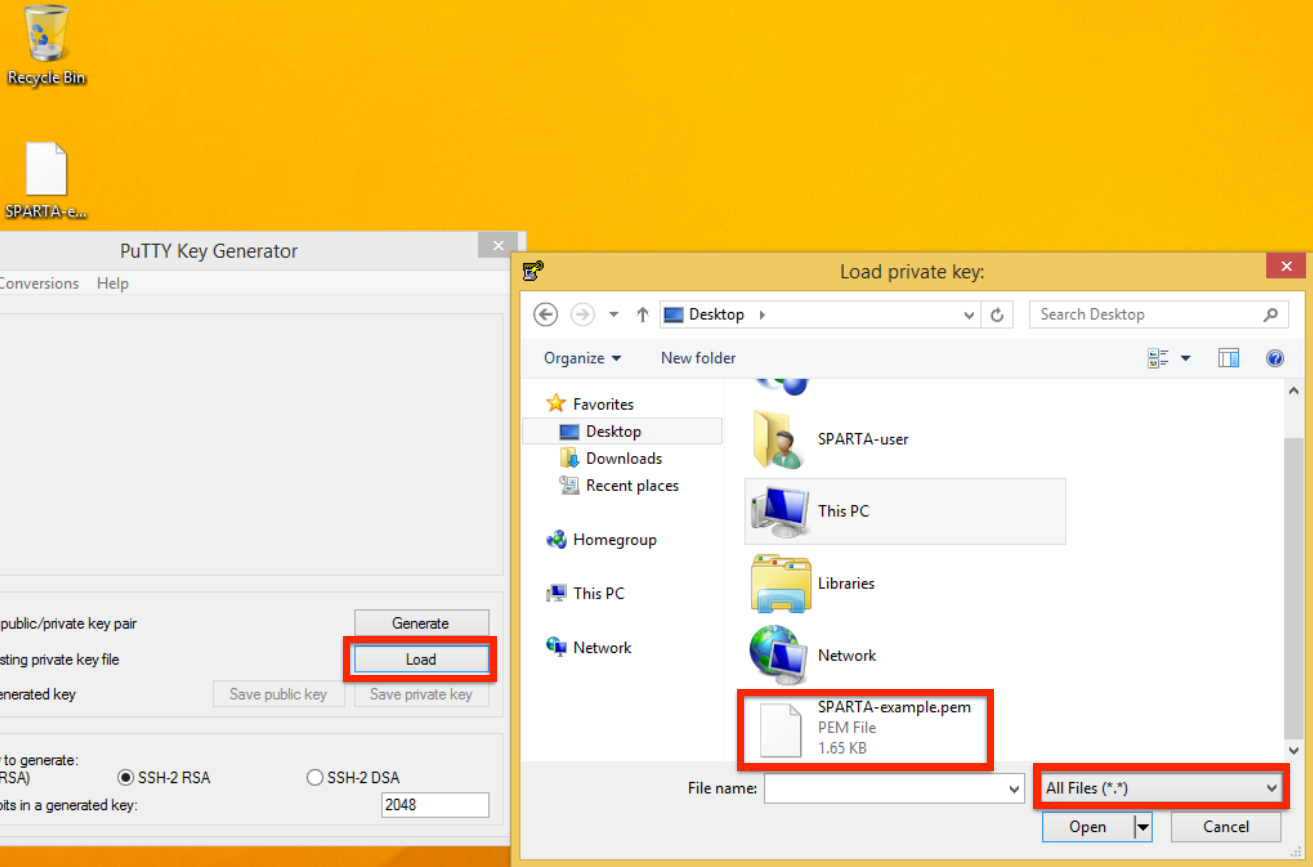 Recycle Bin
SPARTA-e...
PuTTY Key Generator
Conversions Help
public/private key pair
Generate
sting private key file
Load
enerated key
Save public key
Save private key
to generate:
RSA)
SSH-2 RSA
SSH-2 DSA
bits in a generated key:
2048
Load private key:
Desktop
Search Desktop
Organize
New folder
Favorites
Desktop
Downloads
Recent places
Homegroup
This PC
Network
SPARTA-user
This PC
Libraries
Network
SPARTA-example.pem
PEM File
1.65 KB
File name:
All Files (*.*)
Open
Cancel